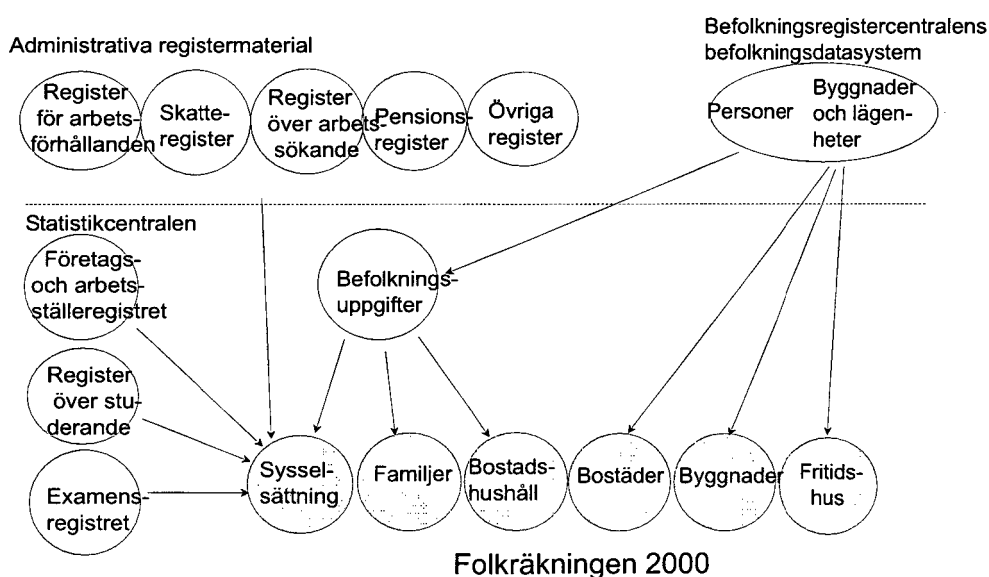 Administrativa registermaterial
Befolkningsregistercentralens
befolkningsdatasystem
Register
för arbets-
förhållanden
Skatte-
register
Register
över arbets-
sökande
Pensions-
register
Övriga
register
Personer
Byggnader
och lägen-
heter
Statistikcentralen
Företags-
och arbets-
ställeregistret
Befolknings-
uppgifter
Register
över stu-
derande
Examens-
registret
Syssel-
sättning
Familjer
Bostads-
hushåll
Bostäder
Byggnader
Fritids-
hus
Folkräkningen 2000